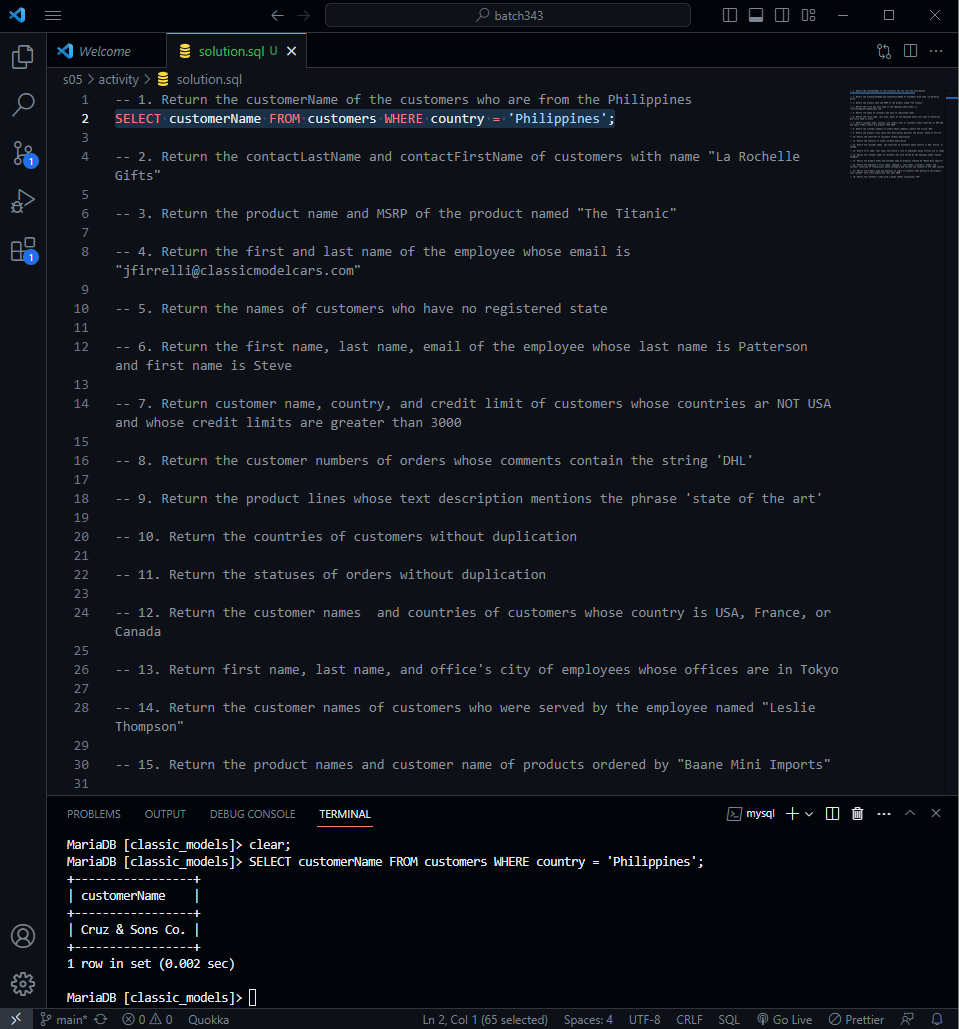 batch343
Welcome
solution.sql U
s05 > activity > solution.sql
1 -- 1. Return the customerName of the customers who are from the Philippines
2 SELECT customerName FROM customers WHERE country = 'Philippines';
3
4 -- 2. Return the contactLastName and contactFirstName of customers with name "La Rochelle
Gifts"
5
6 -- 3. Return the product name and MSRP of the product named "The Titanic"
7
8 -- 4. Return the first and last name of the employee whose email is
"jfirrelli@classicmodelcars.com"
9
10 -- 5. Return the names of customers who have no registered state
11
12 -- 6. Return the first name, last name, email of the employee whose last name is Patterson
and first name is Steve
13
14 -- 7. Return customer name, country, and credit limit of customers whose countries ar NOT USA
and whose credit limits are greater than 3000
15
16 -- 8. Return the customer numbers of orders whose comments contain the string 'DHL'
17
18 -- 9. Return the product lines whose text description mentions the phrase 'state of the art'
19
20 -- 10. Return the countries of customers without duplication
21
22 -- 11. Return the statuses of orders without duplication
23
24 -- 12. Return the customer names  and countries of customers whose country is USA, France, or
Canada
25
26 -- 13. Return first name, last name, and office's city of employees whose offices are in Tokyo
27
28 -- 14. Return the customer names of customers who were served by the employee named "Leslie
Thompson"
29
30 -- 15. Return the product names and customer name of products ordered by "Baane Mini Imports"
31
1
1
PROBLEMS OUTPUT DEBUG CONSOLE TERMINAL mysql
MariaDB [classic_models]> clear;
MariaDB [classic_models]> SELECT customerName FROM customers WHERE country = 'Philippines';
+-----------------+
| customerName    |
+-----------------+
| Cruz & Sons Co. |
+-----------------+
1 row in set (0.002 sec)
MariaDB [classic_models]>
main* 0 0 Quokka Ln 2, Col 1 (65 selected) Spaces: 4 UTF-8 CRLF SQL Go Live Prettier